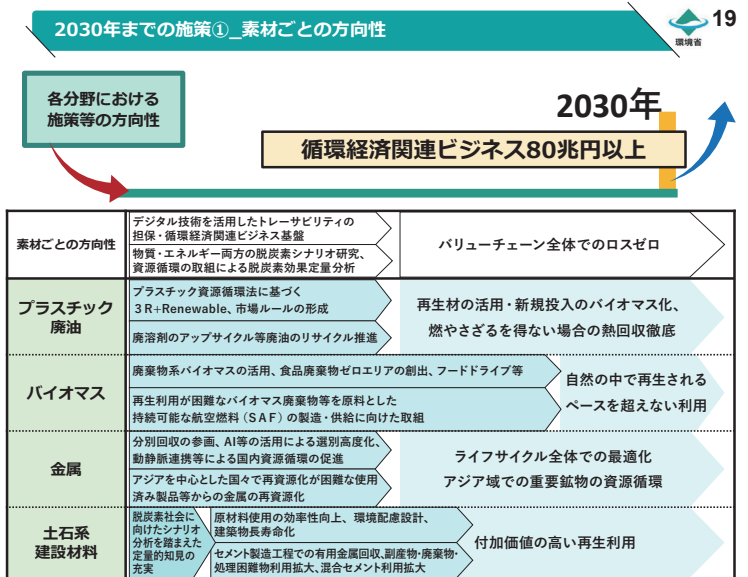 2030年までの施策①_素材ごとの方向性
環境省
19
各分野における
施策等の方向性
2030年
循環経済関連ビジネス80兆円以上
素材ごとの方向性
デジタル技術を活用したトレーサビリティの
担保・循環経済関連ビジネス基盤
物質・エネルギー両方の脱炭素シナリオ研究、
資源循環の取組による脱炭素効果定量分析
バリューチェーン全体でのロスゼロ
プラスチック
廃油
プラスチック資源循環法に基づく
3R+Renewable、市場ルールの形成
廃溶剤のアップサイクル等廃油のリサイクル推進
再生材の活用・新規投入のバイオマス化、
燃やさざるを得ない場合の熱回収徹底
バイオマス
廃棄物系バイオマスの活用、食品廃棄物ゼロエリアの創出、フードドライブ等
再生利用が困難なバイオマス廃棄物等を原料とした
持続可能な航空燃料(SAF)の製造・供給に向けた取組
自然の中で再生される
ペースを超えない利用
金属
分別回収の参画、AI等の活用による選別高度化、
動静脈連携等による国内資源循環の促進
アジアを中心とした国々で再資源化が困難な使用
済み製品等からの金属の再資源化
ライフサイクル全体での最適化
アジア域での重要鉱物の資源循環
土石系
建設材料
脱炭素社会に
向けたシナリオ
分析を踏まえた
定量的知見の
充実
原材料使用の効率性向上、環境配慮設計、
建築物長寿命化
セメント製造工程での有用金属回収、副産物・廃棄物・
処理困難物利用拡大、混合セメント利用拡大
付加価値の高い再生利用